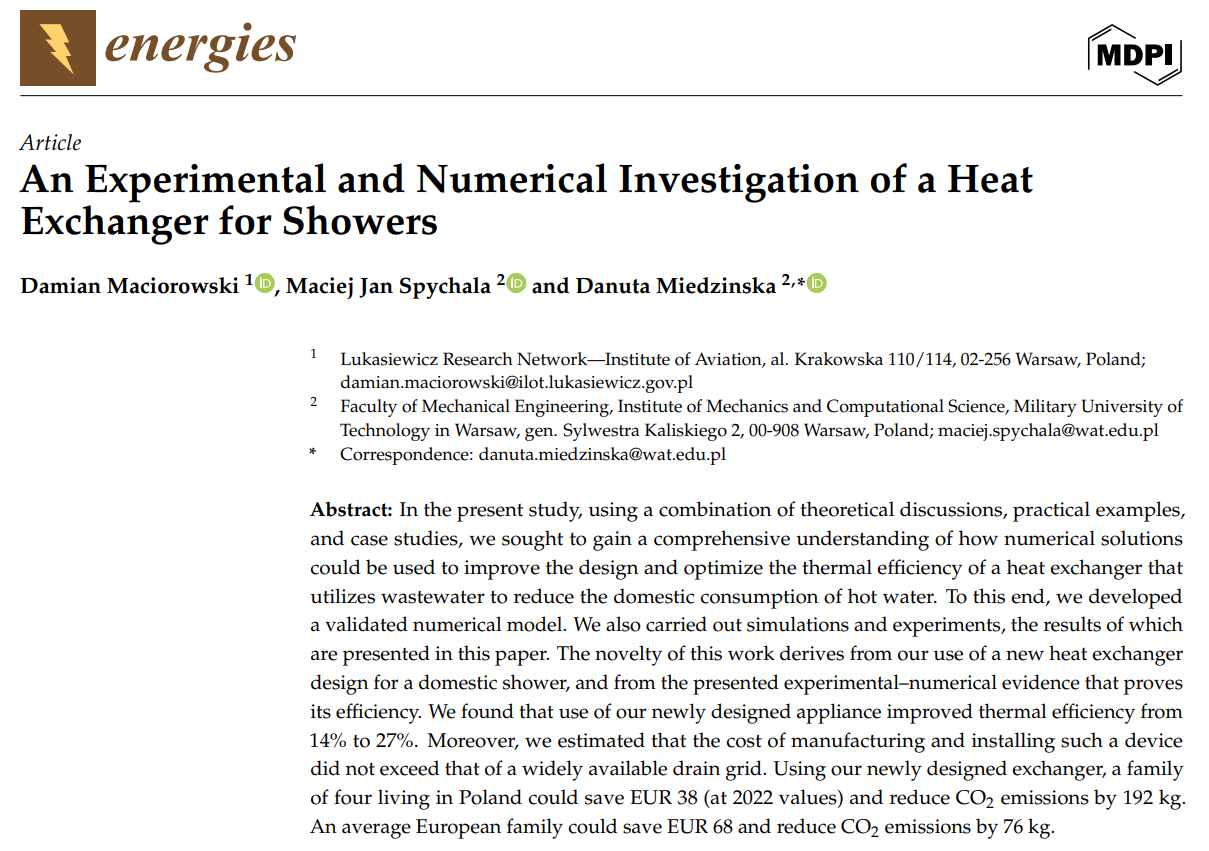 energies
MDPI
Article
An Experimental and Numerical Investigation of a Heat
Exchanger for Showers
Damian Maciorowski 1 iD, Maciej Jan Spychala 2 iD and Danuta Miedzinska 2,* iD
1 Lukasiewicz Research Network—Institute of Aviation, al. Krakowska 110/114, 02-256 Warsaw, Poland;
damian.maciorowski@ilot.lukasiewicz.gov.pl
2 Faculty of Mechanical Engineering, Institute of Mechanics and Computational Science, Military University of
Technology in Warsaw, gen. Sylwestra Kaliskiego 2, 00-908 Warsaw, Poland; maciej.spychala@wat.edu.pl
* Correspondence: danuta.miedzinska@wat.edu.pl
Abstract: In the present study, using a combination of theoretical discussions, practical examples,
and case studies, we sought to gain a comprehensive understanding of how numerical solutions
could be used to improve the design and optimize the thermal efficiency of a heat exchanger that
utilizes wastewater to reduce the domestic consumption of hot water. To this end, we developed
a validated numerical model. We also carried out simulations and experiments, the results of which
are presented in this paper. The novelty of this work derives from our use of a new heat exchanger
design for a domestic shower, and from the presented experimental–numerical evidence that proves
its efficiency. We found that use of our newly designed appliance improved thermal efficiency from
14% to 27%. Moreover, we estimated that the cost of manufacturing and installing such a device
did not exceed that of a widely available drain grid. Using our newly designed exchanger, a family
of four living in Poland could save EUR 38 (at 2022 values) and reduce CO2 emissions by 192 kg.
An average European family could save EUR 68 and reduce CO2 emissions by 76 kg.